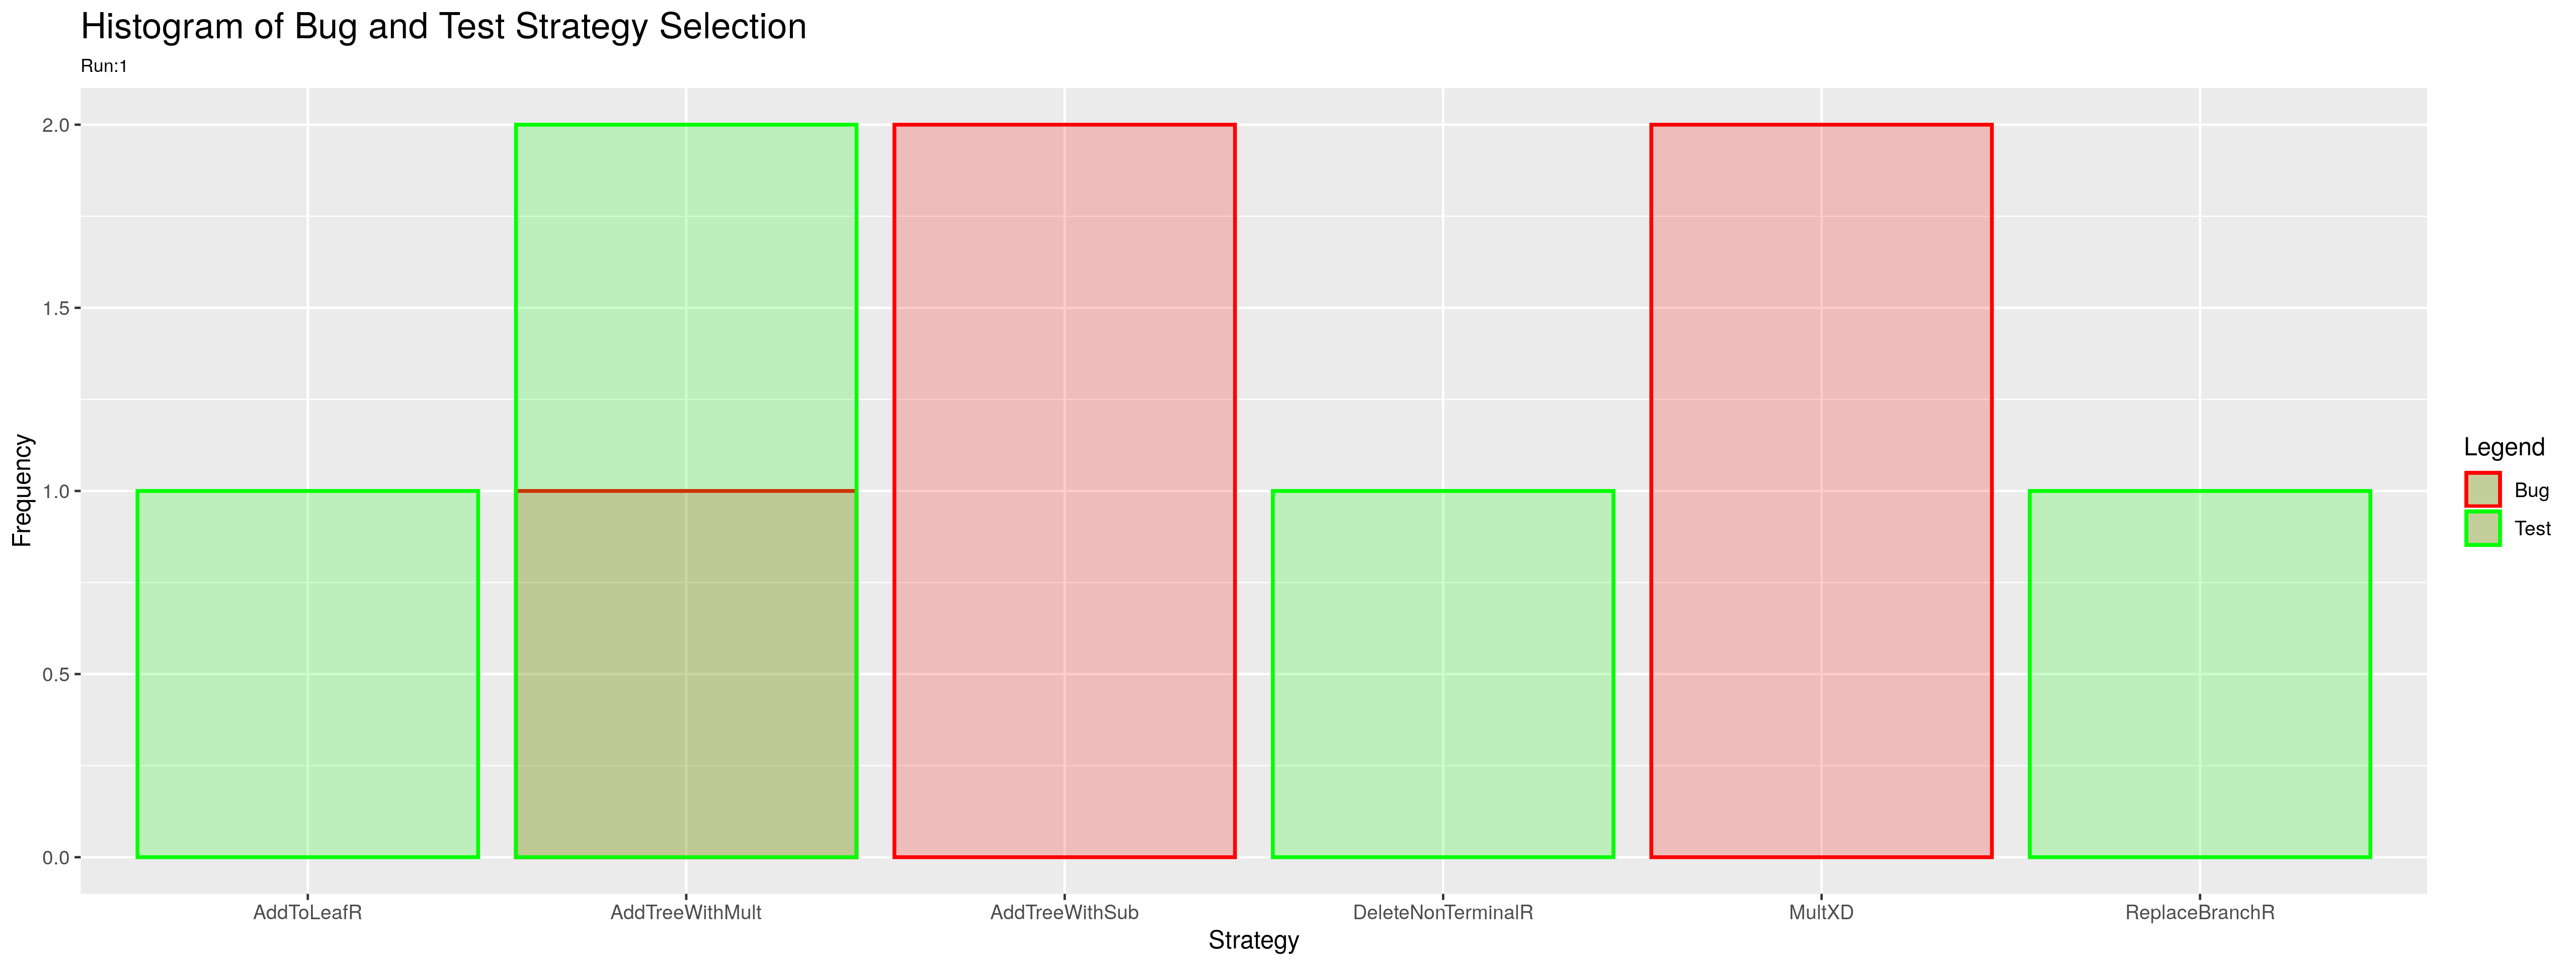 Histogram of Bug and Test Strategy Selection
Run:1
2.0
1.5
1.0
0.5
0.0
Frequency
AddToLeafR AddTreeWithMult AddTreeWithSub DeleteNonTerminalR MultXD ReplaceBranchR
Strategy
Legend
Bug
Test